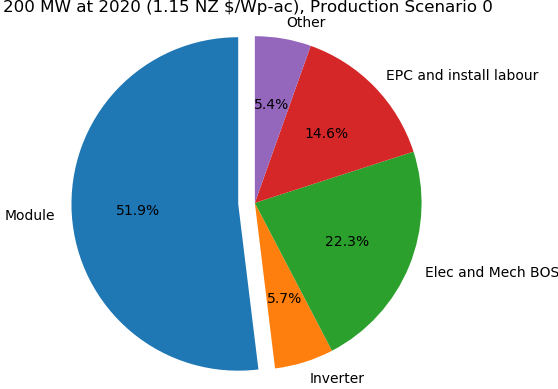 200 MW at 2020 (1.15 NZ $/Wp-ac), Production Scenario 0
Other
5.4%
EPC and install labour
14.6%
Module
51.9%
22.3%
Elec and Mech BOS
5.7%
Inverter